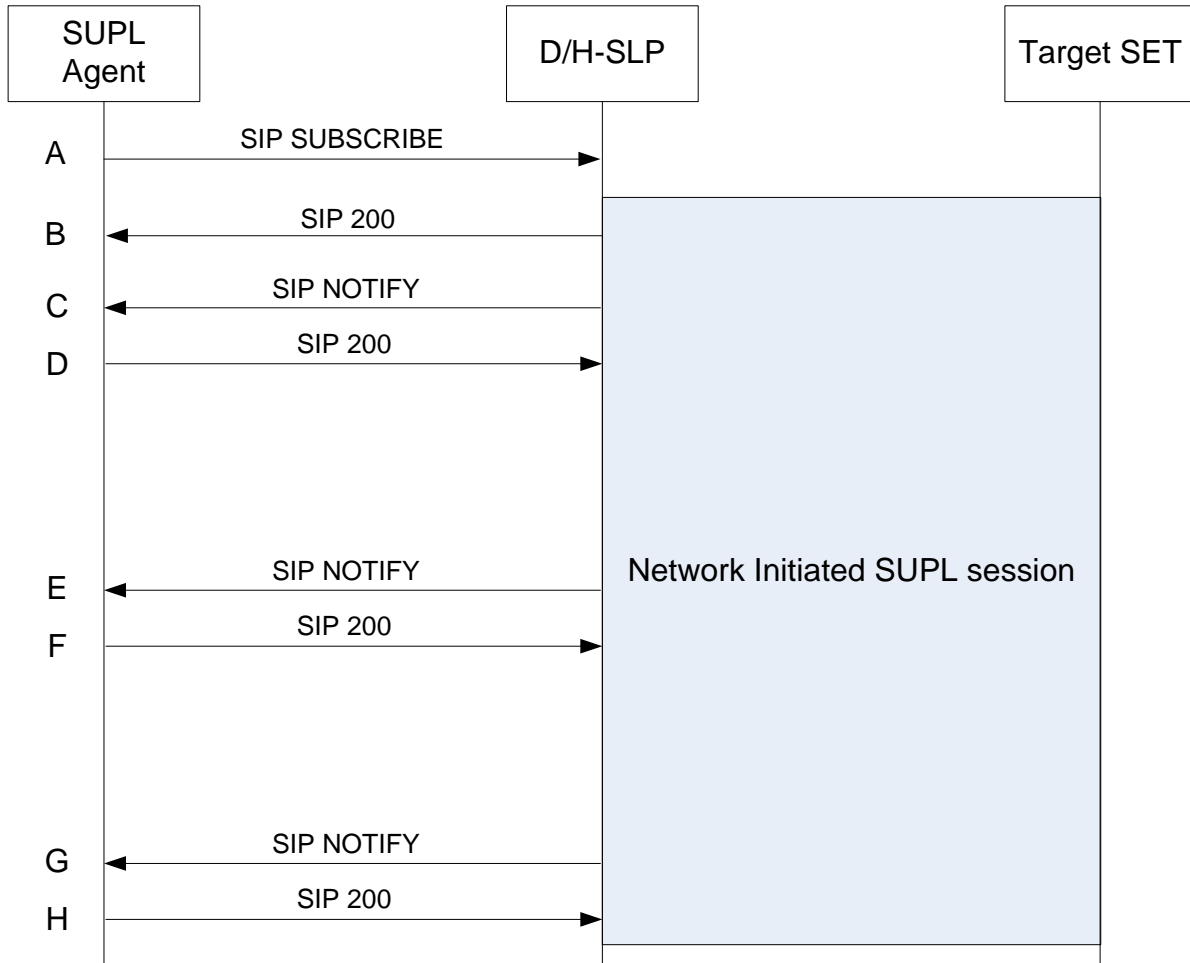 SUPL
Agent
D/H-SLP
Target SET
A
SIP SUBSCRIBE
B
SIP 200
C
SIP NOTIFY
D
SIP 200
E
SIP NOTIFY
Network Initiated SUPL session
F
SIP 200
G
SIP NOTIFY
H
SIP 200